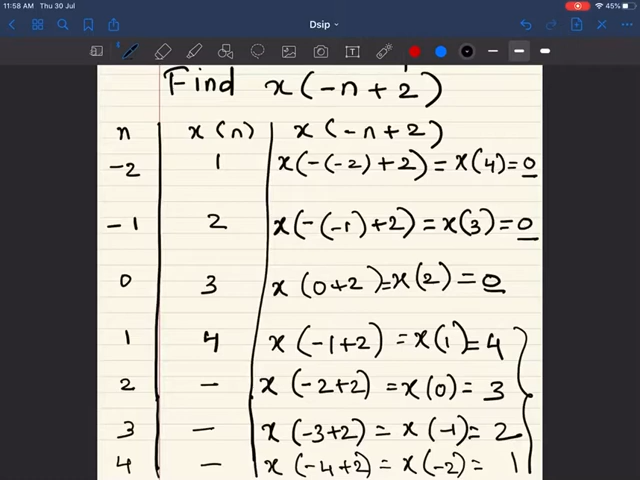 11:58 AM Thu 30 Jul
45%
Dsip
Find x(-n+2)
n x(n) x(-n+2)
-2 1 x(-(-2)+2)=x(4)=0
-1 2 x(-(-1)+2)=x(3)=0
0 3 x(0+2)=x(2)=0
1 4 x(-1+2)=x(1)=4
2 - x(-2+2)=x(0)=3
3 - x(-3+2)=x(-1)=2
4 - x(-4+2)=x(-2)=1